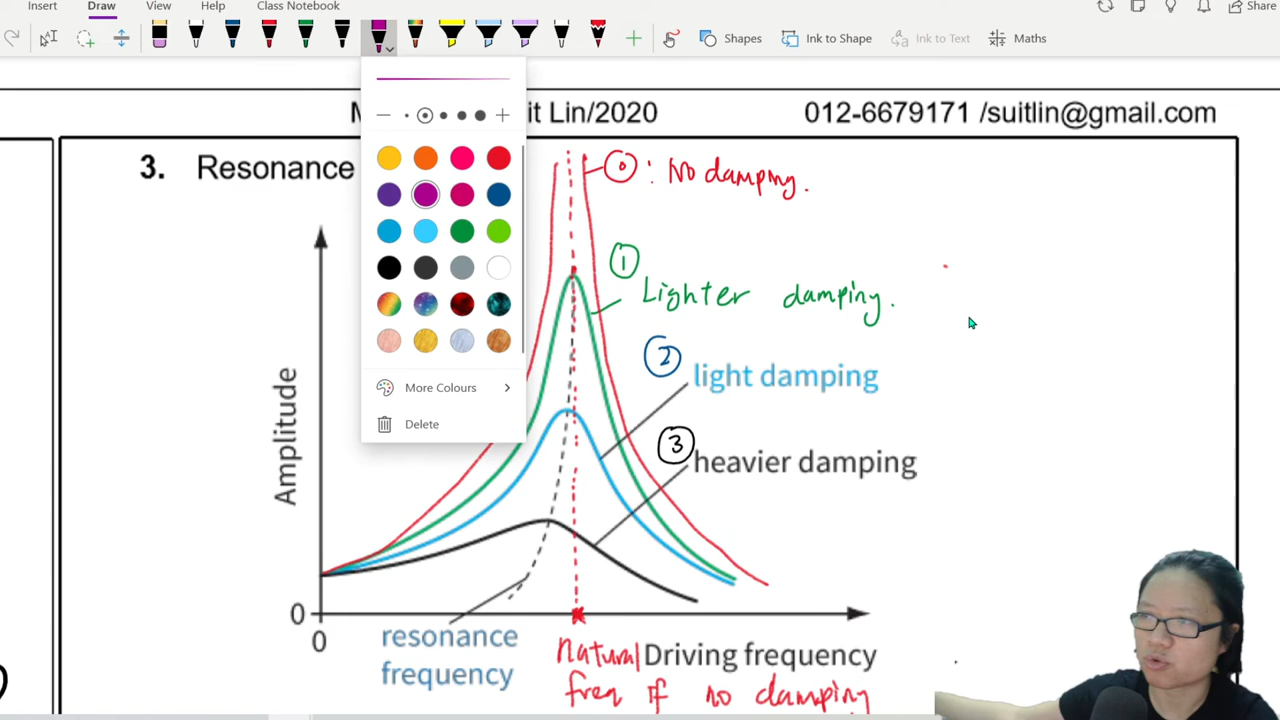 Insert Draw View Help Class Notebook Share
Shapes Ink to Shape Ink to Text Maths
it Lin/2020 012-6679171 /suitlin@gmail.com
3. Resonance
0 : No damping.
1
Lighter damping.
2
light damping
3
heavier damping
More Colours
Delete
Amplitude
0
0
resonance
frequency
natural Driving frequency
freq if no damping